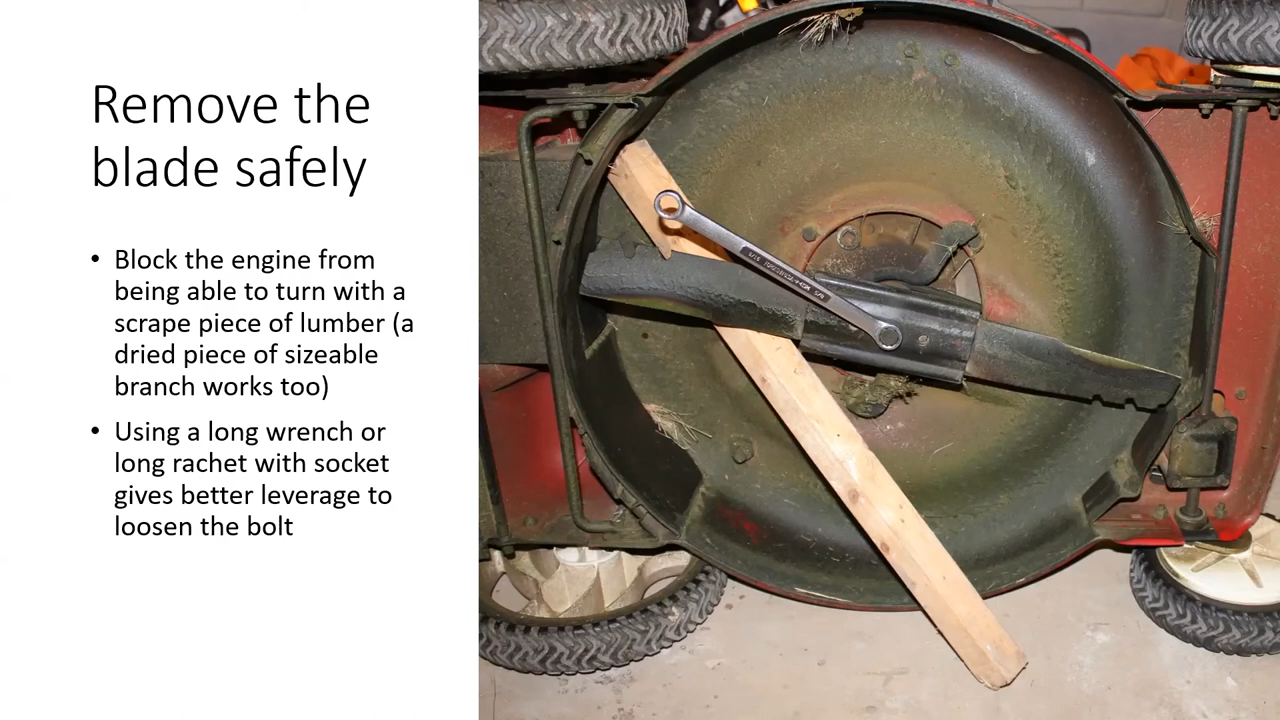 Remove the
blade safely
• Block the engine from
being able to turn with a
scrape piece of lumber (a
dried piece of sizeable
branch works too)
• Using a long wrench or
long rachet with socket
gives better leverage to
loosen the bolt